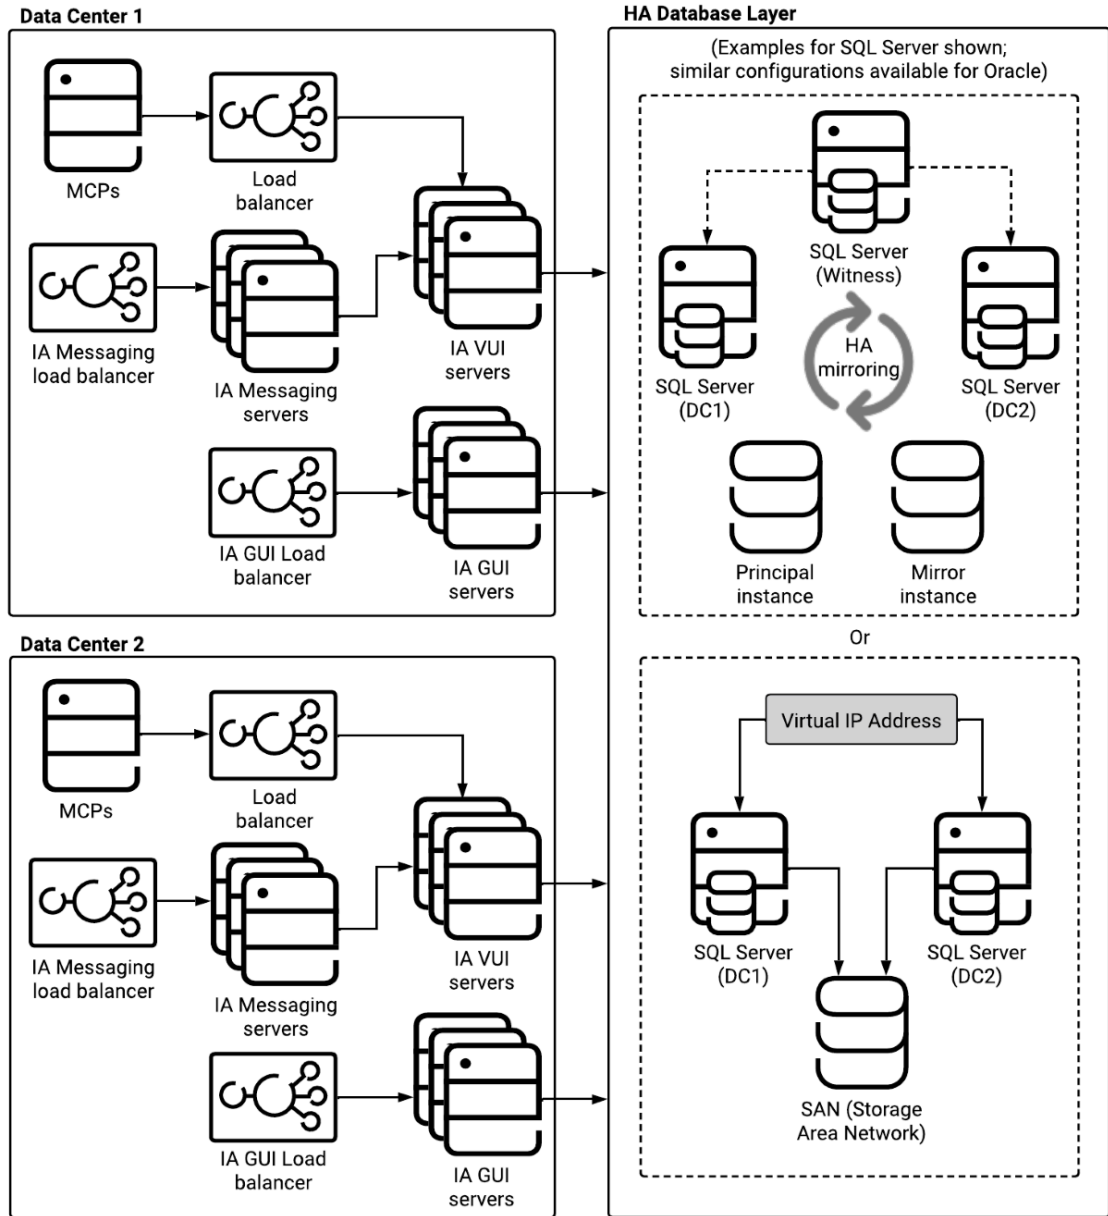 Data Center 1
MCPs
Load
balancer
IA Messaging
load balancer
IA Messaging
servers
IA VUI
servers
IA GUI Load
balancer
IA GUI
servers
Data Center 2
MCPs
Load
balancer
IA Messaging
load balancer
IA Messaging
servers
IA VUI
servers
IA GUI Load
balancer
IA GUI
servers
HA Database Layer
(Examples for SQL Server shown;
similar configurations available for Oracle)
SQL Server
(Witness)
SQL Server
(DC1)
HA
mirroring
SQL Server
(DC2)
Principal
instance
Mirror
instance
Or
Virtual IP Address
SQL Server
(DC1)
SQL Server
(DC2)
SAN (Storage
Area Network)